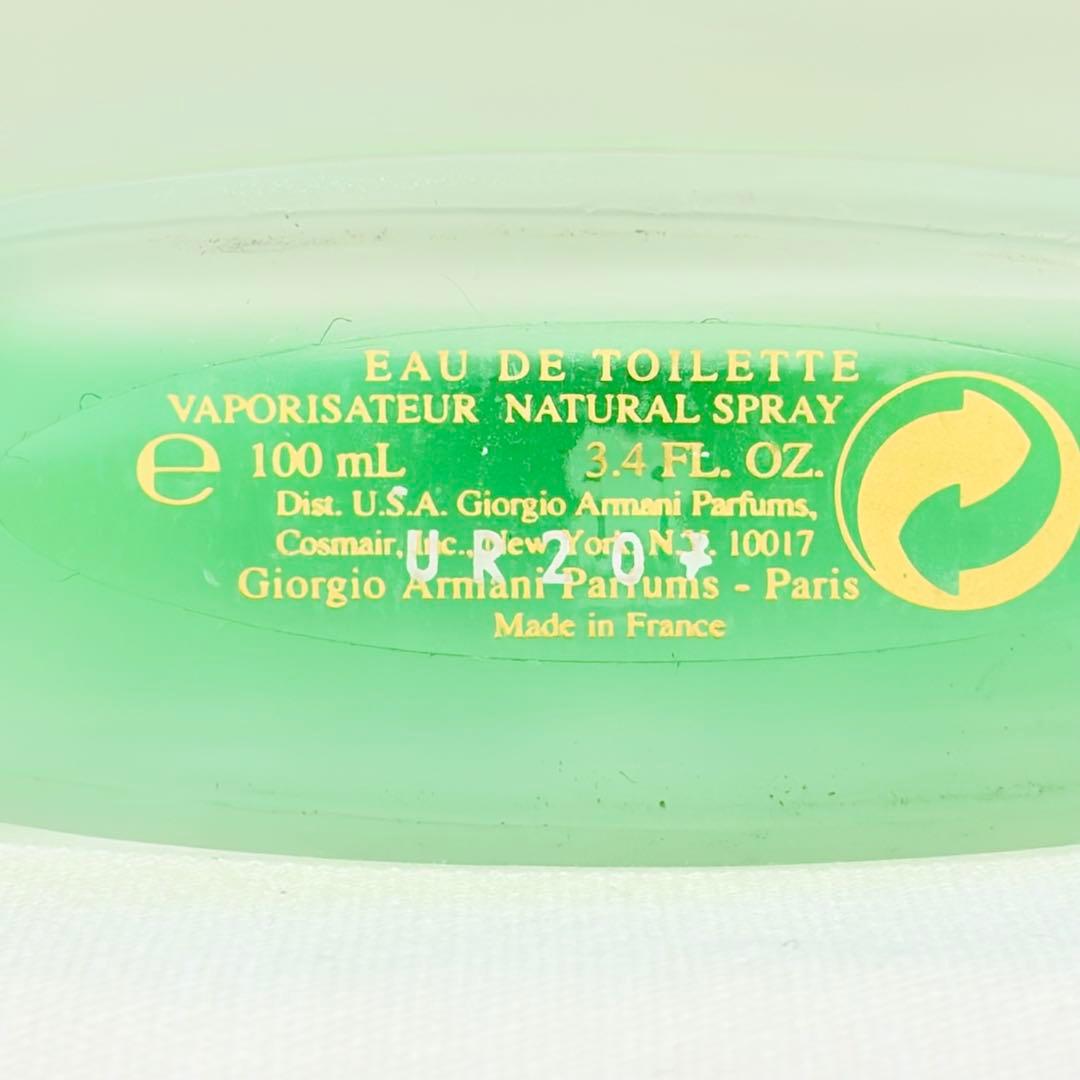 EAU DE TOILETTE
VAPORISATEUR NATURAL SPRAY
e 100 mL 3.4 FL. OZ.
Dist. U.S.A. Giorgio Armani Parfums,
Cosmair, Inc., New York, N.Y. 10017
UR20
Giorgio Armani Parfums - Paris
Made in France